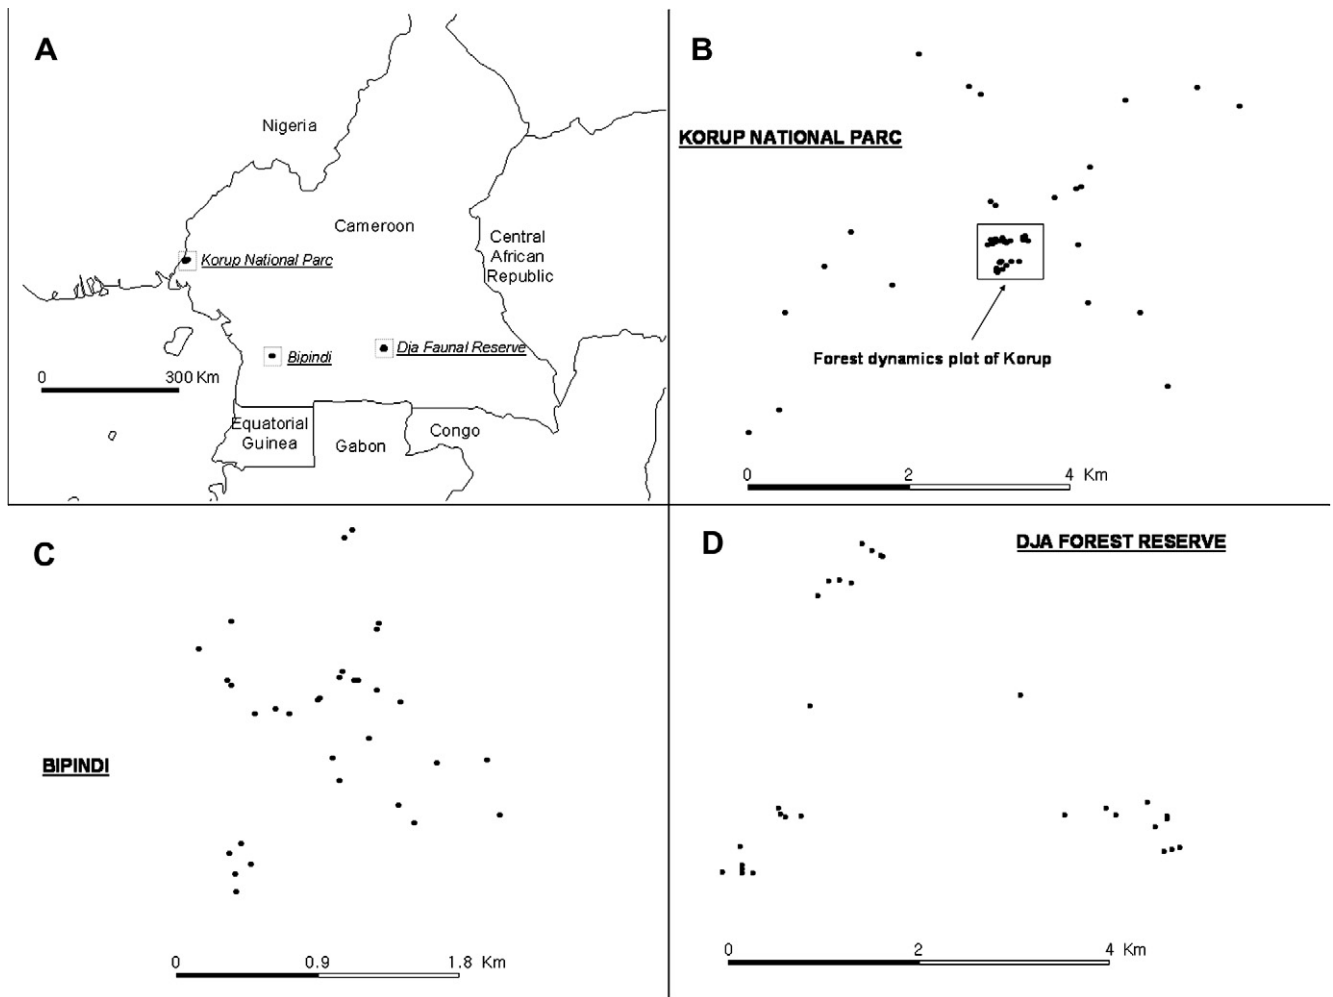 A
Nigeria
Cameroon
Central
African
Republic
Korup National Parc
Bipindi
Dja Faunal Reserve
0 300 Km
Equatorial
Guinea
Gabon
Congo
B
KORUP NATIONAL PARC
Forest dynamics plot of Korup
0 2 4 Km
C
BIPINDI
0 0.9 1.8 Km
D
DJA FOREST RESERVE
0 2 4 Km